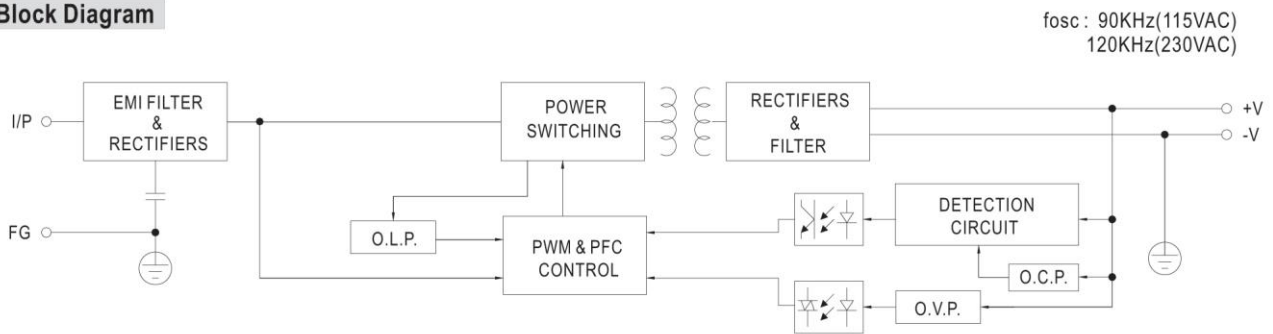 Block Diagram
fosc : 90KHz(115VAC)
120KHz(230VAC)
I/P
EMI FILTER
&
RECTIFIERS
POWER
SWITCHING
RECTIFIERS
&
FILTER
+V
-V
FG
O.L.P.
PWM & PFC
CONTROL
DETECTION
CIRCUIT
O.C.P.
O.V.P.